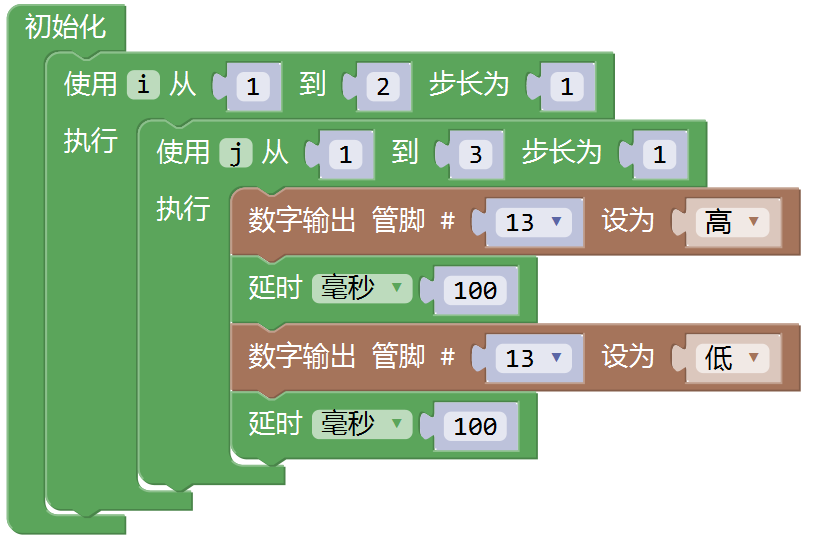 初始化
使用 i 从 1 到 2 步长为 1
执行
使用 j 从 1 到 3 步长为 1
执行
数字输出 管脚 # 13 设为 高
延时 毫秒 100
数字输出 管脚 # 13 设为 低
延时 毫秒 100